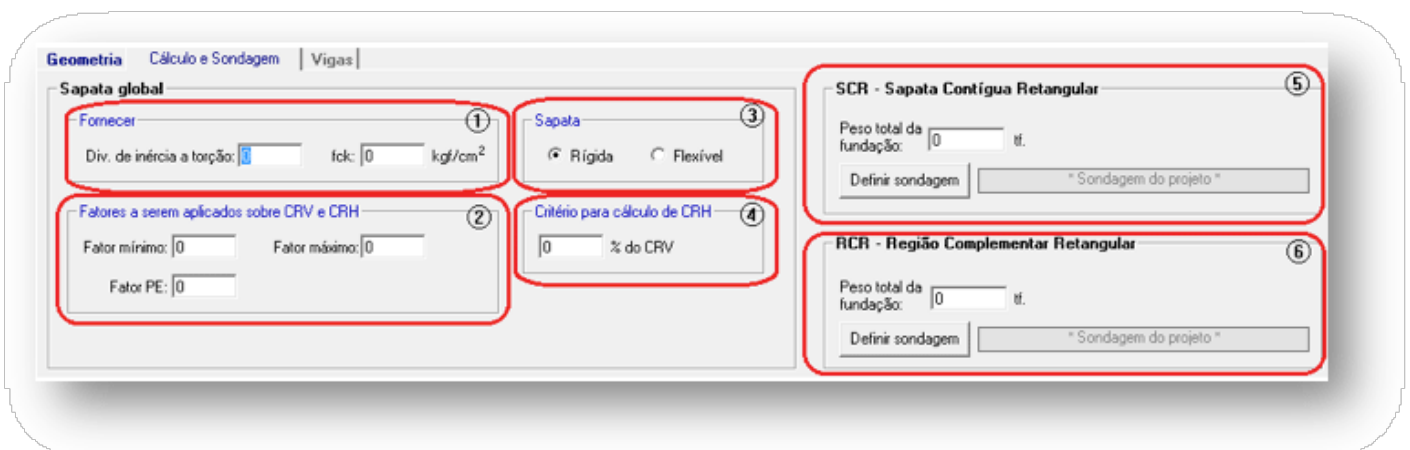 Geometria Cálculo e Sondagem Vigas
Sapata global
Fornecer 1
Div. de inércia a torção: 0 fck: 0 kgf/cm²
Sapata 3
Rígida Flexível
Fatores a serem aplicados sobre CRV e CRH 2
Fator mínimo: 0 Fator máximo: 0
Fator PE: 0
Critério para cálculo de CRH 4
0 % do CRV
SCR - Sapata Contígua Retangular 5
Peso total da
fundação: 0 tf.
Definir sondagem * Sondagem do projeto *
RCR - Região Complementar Retangular 6
Peso total da
fundação: 0 tf.
Definir sondagem * Sondagem do projeto *